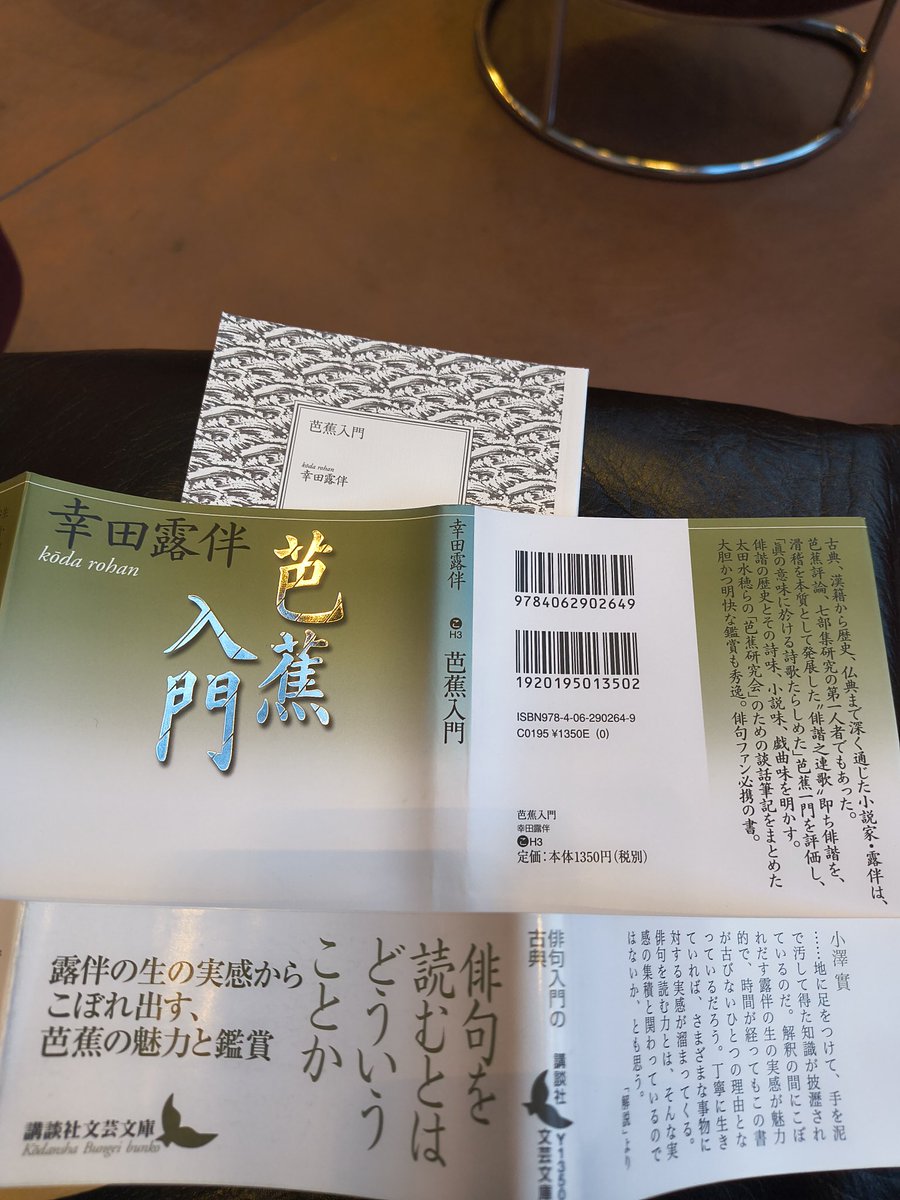 芭蕉入門
kōda rohan
幸田露伴
幸田露伴
kōda rohan
芭蕉
入門
幸田露伴
こ
H3
芭蕉入門
9784062902649
1920195013502
ISBN978-4-06-290264-9
C0195 ¥1350E (0)
芭蕉入門
幸田露伴
こH3
定価:本体1350円(税別)
古典、漢籍から歴史、仏典まで深く通じた小説家・露伴は、
芭蕉評論、七部集研究の第一人者でもあった。
滑稽を本質として発展した〝俳諧之連歌〟即ち俳諧を、
「真の意味に於ける詩歌たらしめた」芭蕉一門を評価し、
俳諧の歴史とその詩味、小説味、戯曲味を明かす。
太田水穂らの「芭蕉研究会」のための談話筆記をまとめた
大胆かつ明快な鑑賞も秀逸。俳句ファン必携の書。
俳句を
読むとは
どういう
ことか
露伴の生の実感から
こぼれ出す、
芭蕉の魅力と鑑賞
講談社文芸文庫
Kōdansha Bungei bunko
俳句入門の
古典
講談社
文芸文庫
¥1350
小澤 實
……地に足をつけて、手を泥
で汚して得た知識が披瀝され
ているのだ。解釈の間にこぼ
れだす露伴の生の実感が魅力
的で、時間が経ってもこの書
が古びないひとつの理由とな
っているだろう。丁寧に生き
ていれば、さまざまな事物に
対する実感が溜まってくる。
俳句を読む力とは、そんな実
感の集積と関わっているので
はないか、とも思う。
「解説」より